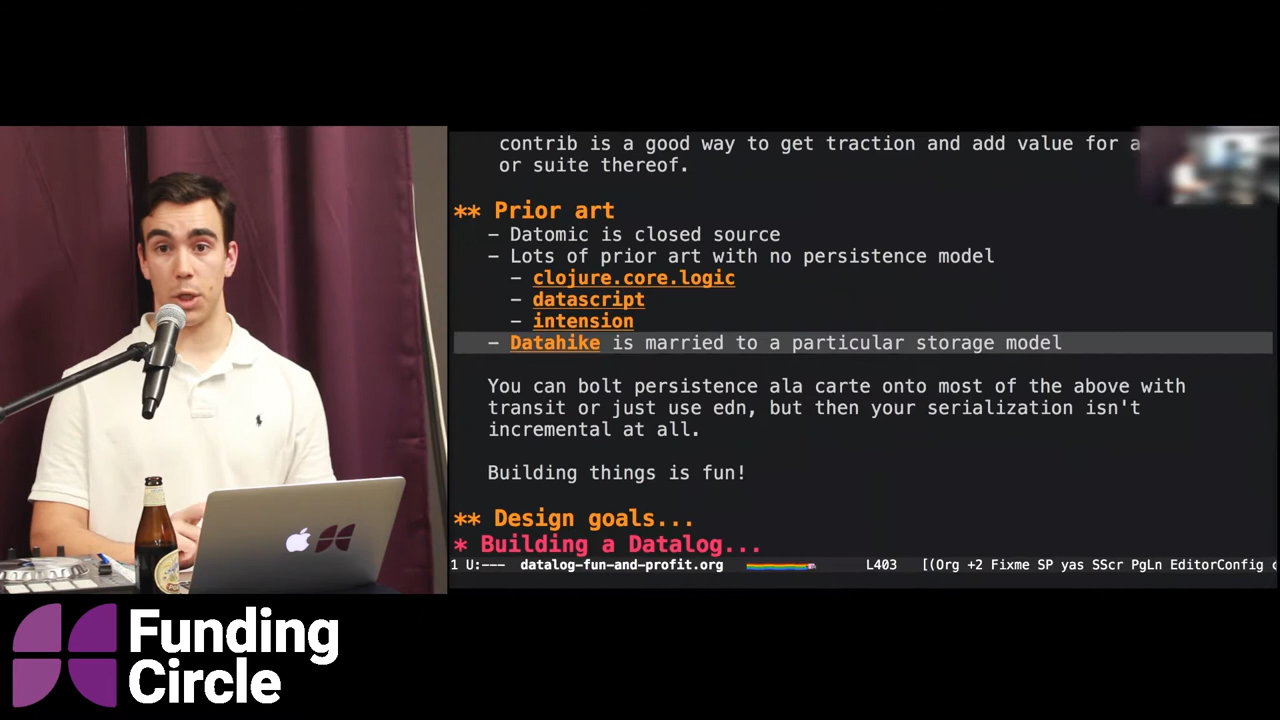 contrib is a good way to get traction and add value for a
or suite thereof.
** Prior art
- Datomic is closed source
- Lots of prior art with no persistence model
- clojure.core.logic
- datascript
- intension
- Datahike is married to a particular storage model
You can bolt persistence ala carte onto most of the above with
transit or just use edn, but then your serialization isn't
incremental at all.
Building things is fun!
** Design goals...
* Building a Datalog...
1 U:--- datalog-fun-and-profit.org L403 [(Org +2 Fixme SP yas SScr PgLn EditorConfig
Funding
Circle